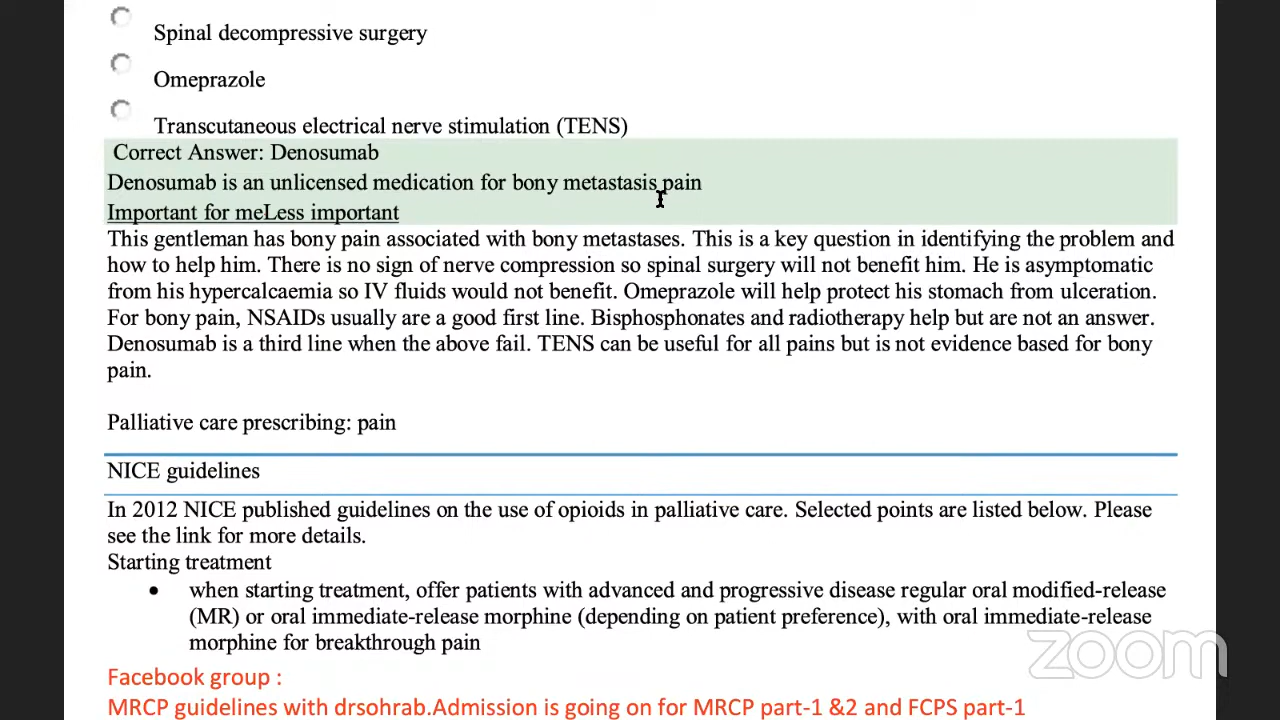 Spinal decompressive surgery
Omeprazole
Transcutaneous electrical nerve stimulation (TENS)
Correct Answer: Denosumab
Denosumab is an unlicensed medication for bony metastasis pain
Important for meLess important
This gentleman has bony pain associated with bony metastases. This is a key question in identifying the problem and
how to help him. There is no sign of nerve compression so spinal surgery will not benefit him. He is asymptomatic
from his hypercalcaemia so IV fluids would not benefit. Omeprazole will help protect his stomach from ulceration.
For bony pain, NSAIDs usually are a good first line. Bisphosphonates and radiotherapy help but are not an answer.
Denosumab is a third line when the above fail. TENS can be useful for all pains but is not evidence based for bony
pain.
Palliative care prescribing: pain
NICE guidelines
In 2012 NICE published guidelines on the use of opioids in palliative care. Selected points are listed below. Please
see the link for more details.
Starting treatment
• when starting treatment, offer patients with advanced and progressive disease regular oral modified-release
(MR) or oral immediate-release morphine (depending on patient preference), with oral immediate-release
morphine for breakthrough pain
zoom
Facebook group :
MRCP guidelines with drsohrab.Admission is going on for MRCP part-1 &2 and FCPS part-1